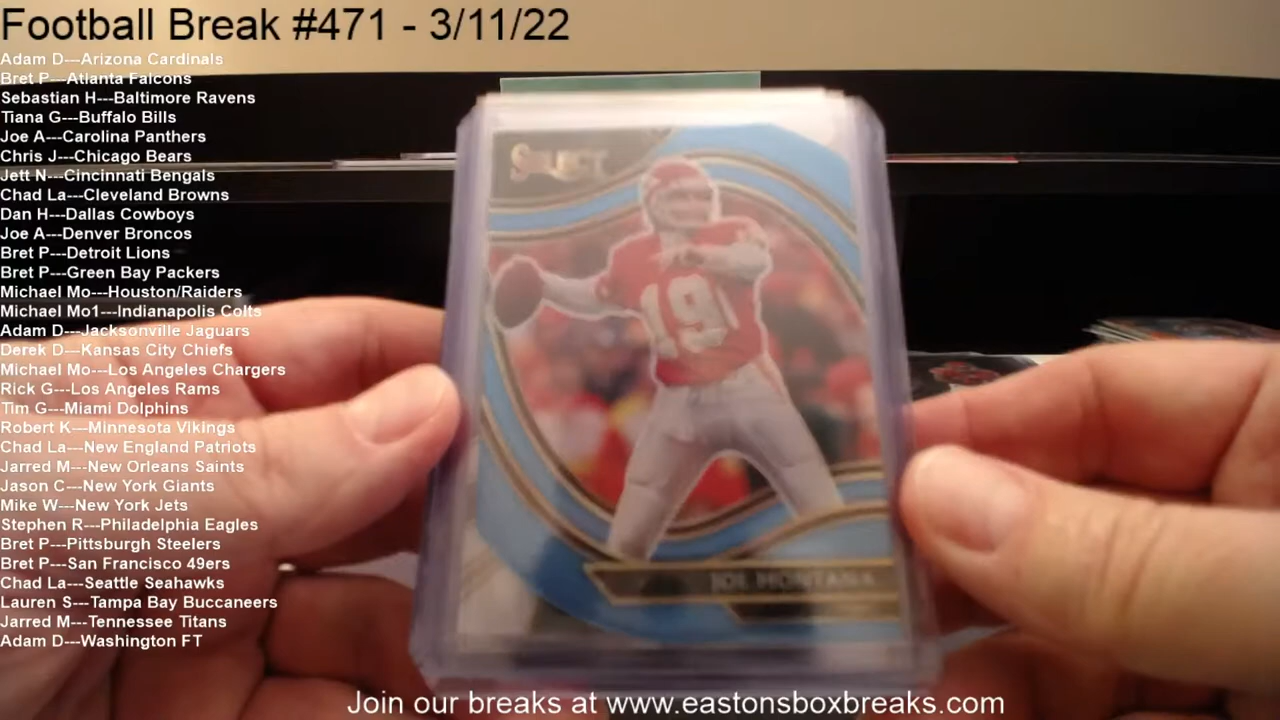 Football Break #471 - 3/11/22
Adam D---Arizona Cardinals
Bret P---Atlanta Falcons
Sebastian H---Baltimore Ravens
Tiana G---Buffalo Bills
Joe A---Carolina Panthers
Chris J---Chicago Bears
Jett N---Cincinnati Bengals
Chad La---Cleveland Browns
Dan H---Dallas Cowboys
Joe A---Denver Broncos
Bret P---Detroit Lions
Bret P---Green Bay Packers
Michael Mo---Houston/Raiders
Michael Mo1---Indianapolis Colts
Adam D---Jacksonville Jaguars
Derek D---Kansas City Chiefs
Michael Mo---Los Angeles Chargers
Rick G---Los Angeles Rams
Tim G---Miami Dolphins
Robert K---Minnesota Vikings
Chad La---New England Patriots
Jarred M---New Orleans Saints
Jason C---New York Giants
Mike W---New York Jets
Stephen R---Philadelphia Eagles
Bret P---Pittsburgh Steelers
Bret P---San Francisco 49ers
Chad La---Seattle Seahawks
Lauren S---Tampa Bay Buccaneers
Jarred M---Tennessee Titans
Adam D---Washington FT
SELECT
19
JOE MONTANA
Join our breaks at www.eastonsboxbreaks.com